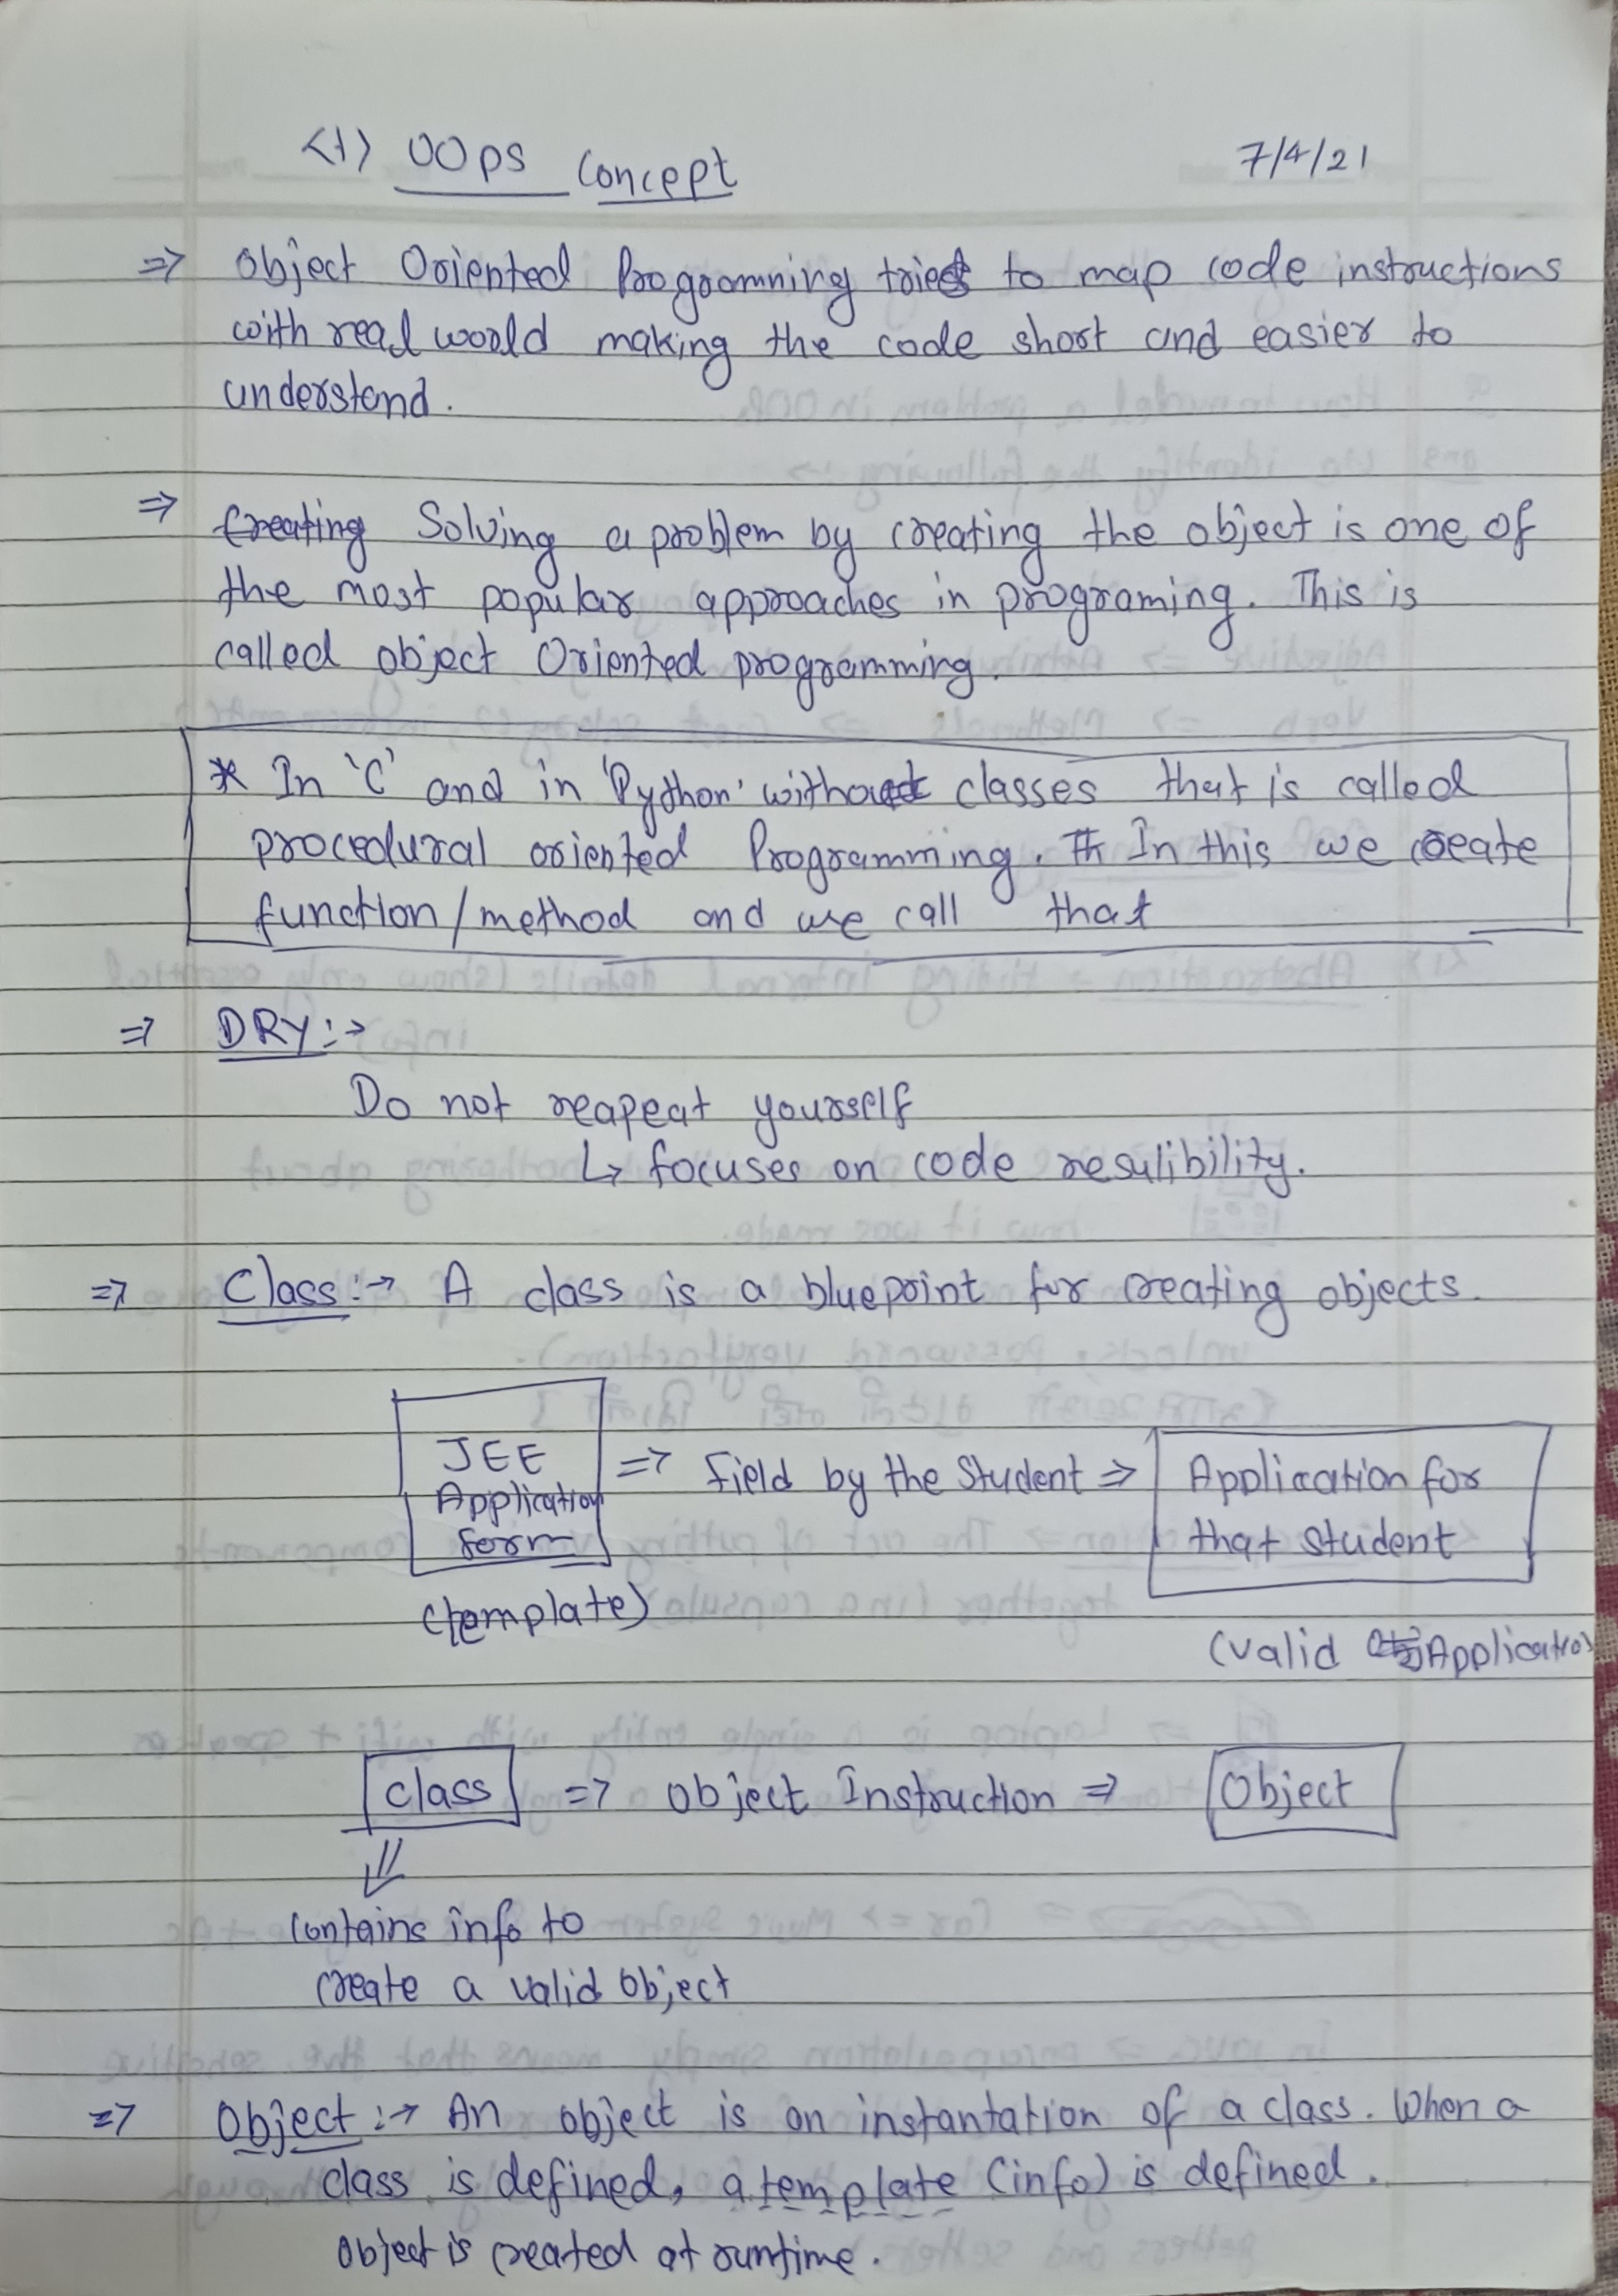 <1> OOps Concept 7/4/21
=> Object Oriented Programming tries to map code instructions
with real world making the code short and easier to
understand.
=> Creating Solving a problem by creating the object is one of
the most popular approaches in programing. This is
called object Oriented programming.
* In 'C' and in 'Python' without classes that is called
procedural oriented Programming. In this we create
function/method and we call that
=> DRY :->
Do not reapeat yourself
↳ focuses on code resulibility.
=> Class :-> A class is a blueprint for creating objects.
JEE
Application
form
=> field by the Student =>
Application for
that student
(template)
(valid Application
class => Object Instruction => Object
contains info to
create a valid object
=> Object :-> An object is an instantation of a class. When a
class is defined, a template (info) is defined.
Object is created at runtime.